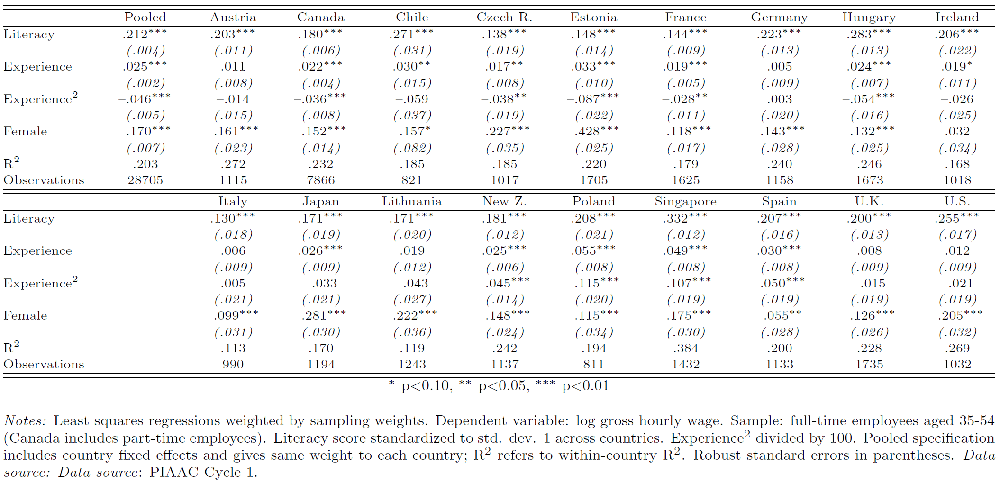 Pooled Austria Canada Chile Czech R. Estonia France Germany Hungary Ireland
Literacy .212*** .203*** .180*** .271*** .138*** .148*** .144*** .223*** .283*** .206***
(.004) (.011) (.006) (.031) (.019) (.014) (.009) (.013) (.013) (.022)
Experience .025*** .011 .022*** .030** .017** .033*** .019*** .005 .024*** .019*
(.002) (.008) (.004) (.015) (.008) (.010) (.005) (.009) (.007) (.011)
Experience² –.046*** –.014 –.036*** –.059 –.038** –.087*** –.028** .003 –.054*** –.026
(.005) (.015) (.008) (.037) (.019) (.022) (.011) (.020) (.016) (.025)
Female –.170*** –.161*** –.152*** –.157* –.227*** –.428*** –.118*** –.143*** –.132*** .032
(.007) (.023) (.014) (.082) (.035) (.025) (.017) (.028) (.025) (.034)
R² .203 .272 .232 .185 .185 .220 .179 .240 .246 .168
Observations 28705 1115 7866 821 1017 1705 1625 1158 1673 1018
Italy Japan Lithuania New Z. Poland Singapore Spain U.K. U.S.
Literacy .130*** .171*** .171*** .181*** .208*** .332*** .207*** .200*** .255***
(.018) (.019) (.020) (.012) (.021) (.012) (.016) (.013) (.017)
Experience .006 .026*** .019 .025*** .055*** .049*** .030*** .008 .012
(.009) (.009) (.012) (.006) (.008) (.008) (.008) (.009) (.009)
Experience² .005 –.033 –.043 –.045*** –.115*** –.107*** –.050*** –.015 –.021
(.021) (.021) (.027) (.014) (.020) (.019) (.019) (.019) (.019)
Female –.099*** –.281*** –.222*** –.148*** –.115*** –.175*** –.055** –.126*** –.205***
(.031) (.030) (.036) (.024) (.034) (.030) (.028) (.026) (.032)
R² .113 .170 .119 .242 .194 .384 .200 .228 .269
Observations 990 1194 1243 1137 811 1432 1133 1735 1032
* p<0.10, ** p<0.05, *** p<0.01
Notes: Least squares regressions weighted by sampling weights. Dependent variable: log gross hourly wage. Sample: full-time employees aged 35-54
(Canada includes part-time employees). Literacy score standardized to std. dev. 1 across countries. Experience² divided by 100. Pooled specification
includes country fixed effects and gives same weight to each country; R² refers to within-country R². Robust standard errors in parentheses. Data
source: Data source: PIAAC Cycle 1.